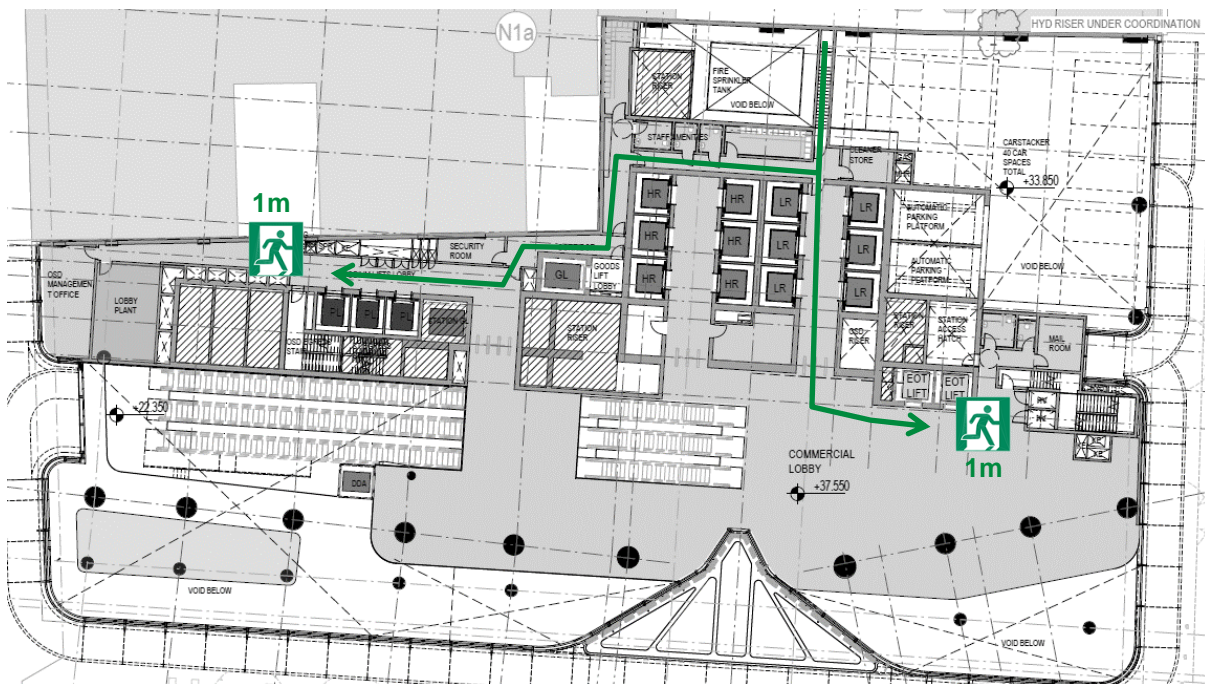 N1a
HYD RISER UNDER COORDINATION
STATION
RISER
FIRE
SPRINKLER
TANK
VOID BELOW
STAFF AMENITIES
CLEANER
STORE
CARSTACKER
40 CAR
SPACES
TOTAL
+33.850
HR
HR
LR
LR
HR
HR
LR
LR
HR
HR
LR
LR
AUTOMATIC
PARKING
PLATFORM
AUTOMATIC
PARKING
PLATFORM
VOID BELOW
1m
SECURITY
ROOM
GL
GOODS
LIFT
LOBBY
OSD
MANAGEMEN
T OFFICE
LOBBY
PLANT
PL
PL
PL
STATION GL
STATION
RISER
OSD
RISER
STATION
RISER
STATION
ACCESS
HATCH
MAIL
ROOM
EOT
LIFT
EOT
LIFT
1m
+22.350
COMMERCIAL
LOBBY
+37.550
DDA
VOID BELOW
VOID BELOW